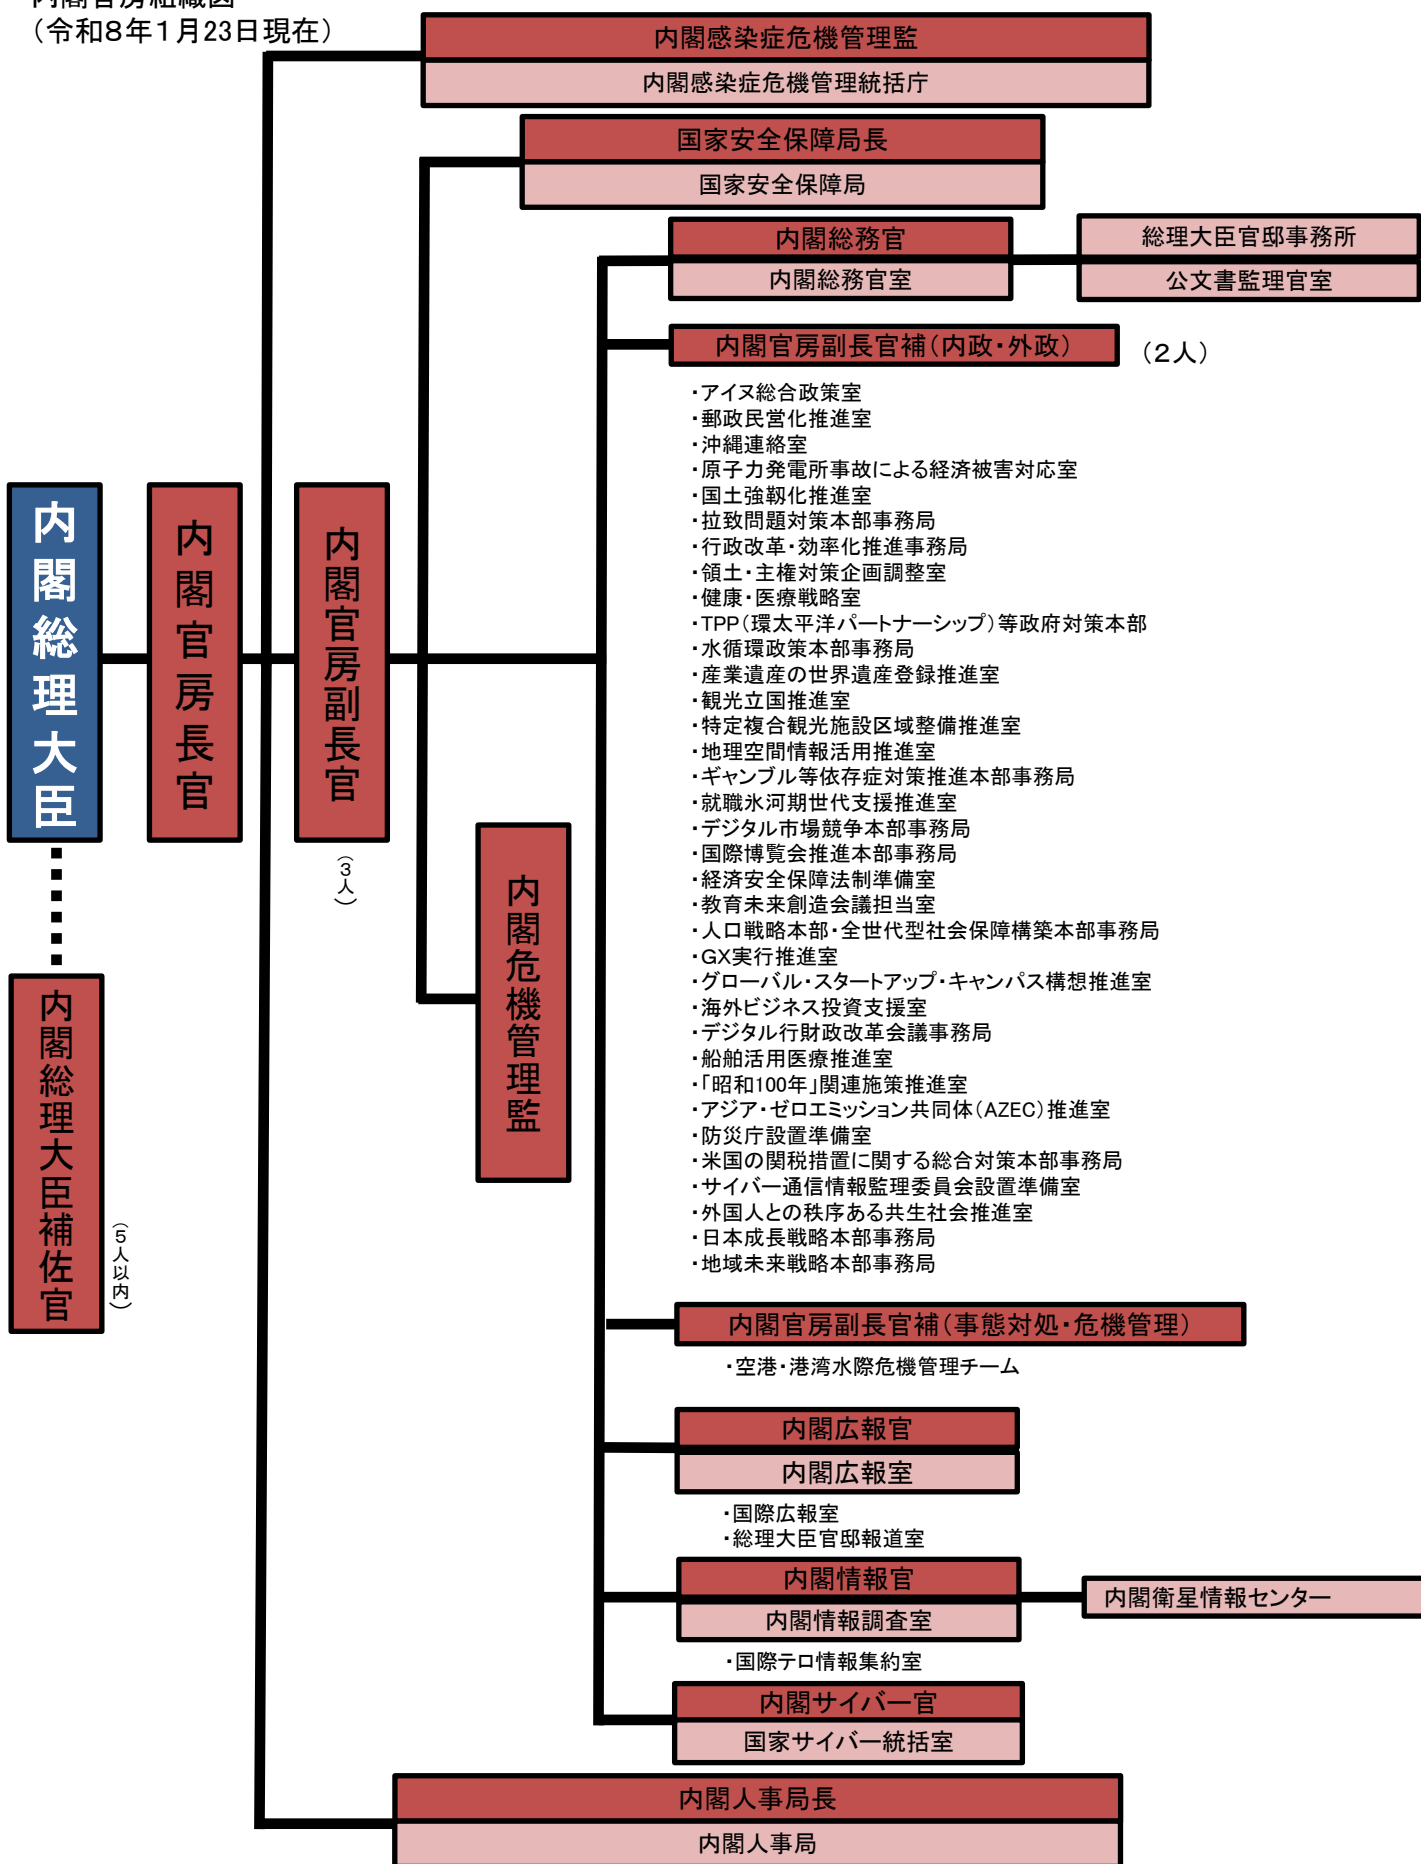 内閣官房組織図
（令和８年１月23日現在）
内閣感染症危機管理監
内閣感染症危機管理統括庁
国家安全保障局長
国家安全保障局
内閣総務官
内閣総務官室
総理大臣官邸事務所
公文書監理官室
内閣官房副長官補（内政・外政）
（２人）
・アイヌ総合政策室
・郵政民営化推進室
・沖縄連絡室
・原子力発電所事故による経済被害対応室
・国土強靱化推進室
・拉致問題対策本部事務局
・行政改革・効率化推進事務局
・領土・主権対策企画調整室
・健康・医療戦略室
・TPP（環太平洋パートナーシップ）等政府対策本部
・水循環政策本部事務局
・産業遺産の世界遺産登録推進室
・観光立国推進室
・特定複合観光施設区域整備推進室
・地理空間情報活用推進室
・ギャンブル等依存症対策推進本部事務局
・就職氷河期世代支援推進室
・デジタル市場競争本部事務局
・国際博覧会推進本部事務局
・経済安全保障法制準備室
・教育未来創造会議担当室
・人口戦略本部・全世代型社会保障構築本部事務局
・GX実行推進室
・グローバル・スタートアップ・キャンパス構想推進室
・海外ビジネス投資支援室
・デジタル行財政改革会議事務局
・船舶活用医療推進室
・「昭和100年」関連施策推進室
・アジア・ゼロエミッション共同体（AZEC）推進室
・防災庁設置準備室
・米国の関税措置に関する総合対策本部事務局
・サイバー通信情報監理委員会設置準備室
・外国人との秩序ある共生社会推進室
・日本成長戦略本部事務局
・地域未来戦略本部事務局
内閣総理大臣
内閣官房長官
内閣官房副長官
（３人）
内閣危機管理監
内閣総理大臣補佐官
（５人以内）
内閣官房副長官補（事態対処・危機管理）
・空港・港湾水際危機管理チーム
内閣広報官
内閣広報室
・国際広報室
・総理大臣官邸報道室
内閣情報官
内閣情報調査室
内閣衛星情報センター
・国際テロ情報集約室
内閣サイバー官
国家サイバー統括室
内閣人事局長
内閣人事局